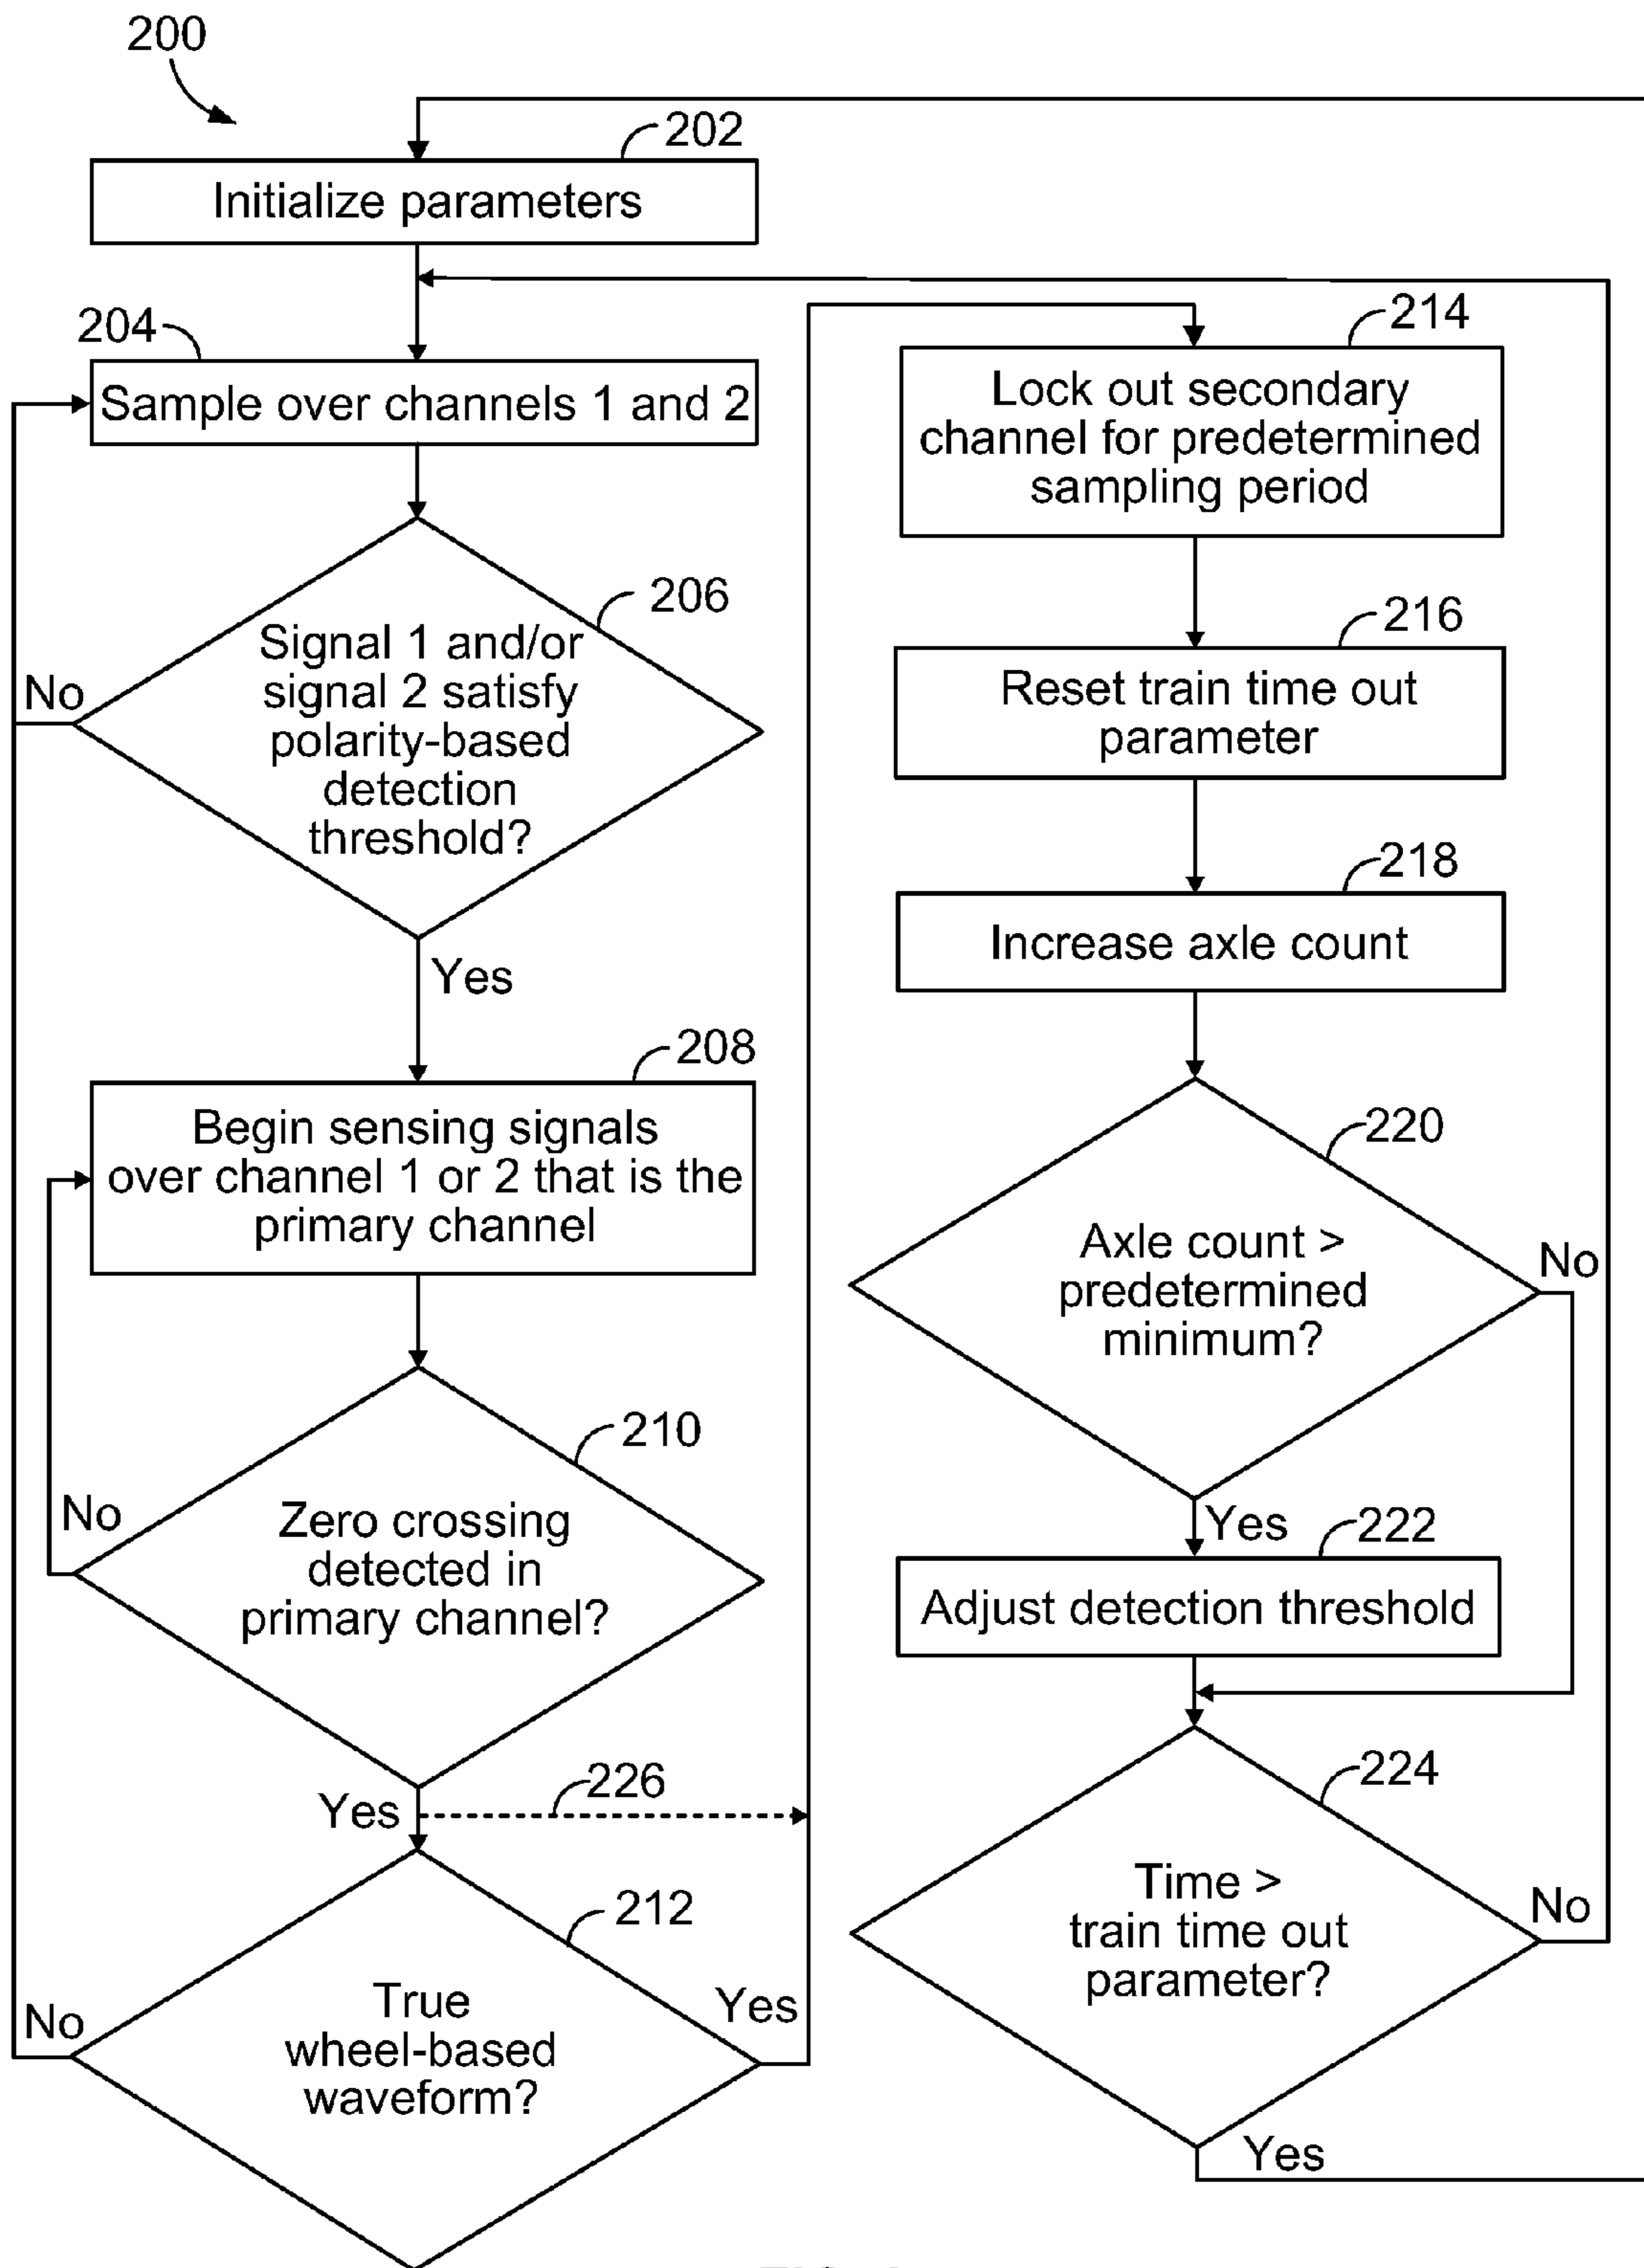 200
202
Initialize parameters
204
Sample over channels 1 and 2
206
Signal 1 and/or
signal 2 satisfy
polarity-based
detection
threshold?
No
Yes
208
Begin sensing signals
over channel 1 or 2 that is the
primary channel
210
Zero crossing
detected in
primary channel?
No
Yes
226
212
True
wheel-based
waveform?
No
Yes
214
Lock out secondary
channel for predetermined
sampling period
216
Reset train time out
parameter
218
Increase axle count
220
Axle count >
predetermined
minimum?
No
Yes
222
Adjust detection threshold
224
Time >
train time out
parameter?
No
Yes